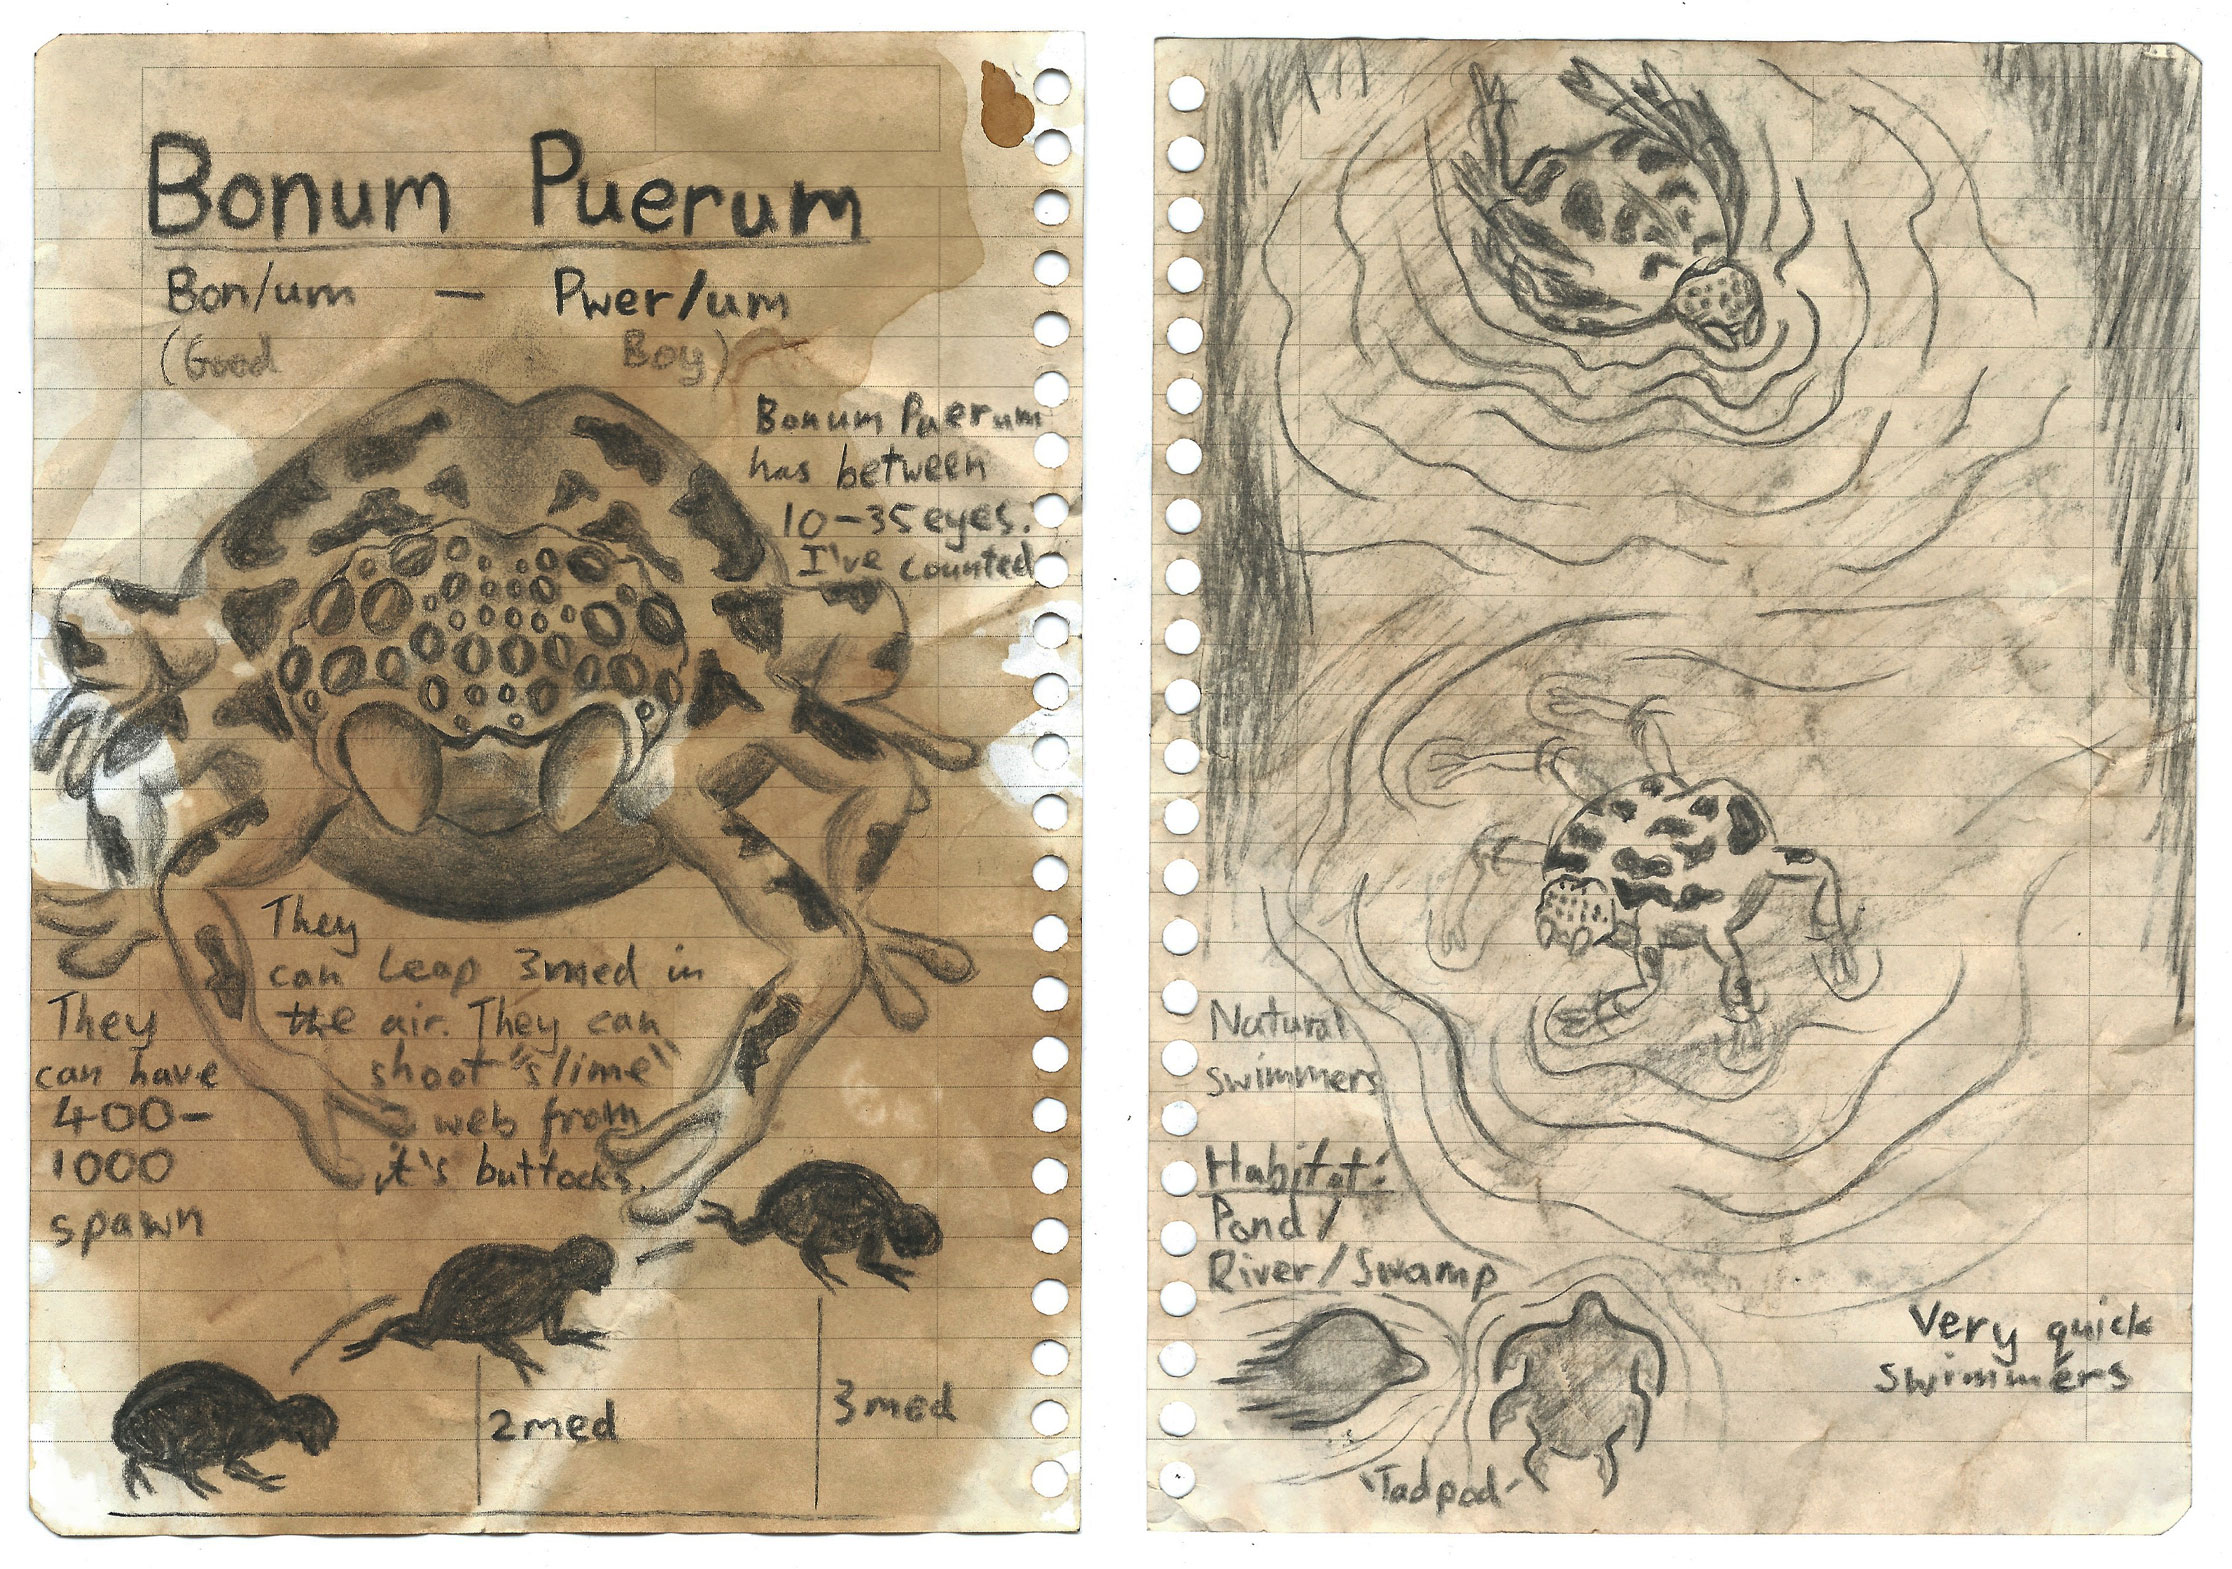 Bonum Puerum
Bon/um — Pwer/um
(Good Boy)
Bonum Puerum
has between
10-35 eyes.
I've counted
They
can Leap 3med in
the air. They can
shoot "slime"
web from
it's buttocks.
They
can have
400-
1000
spawn
2med
3med
Natural
swimmers
Habitat:
Pond/
River/Swamp
Very quick
swimmers
'Tadpod'